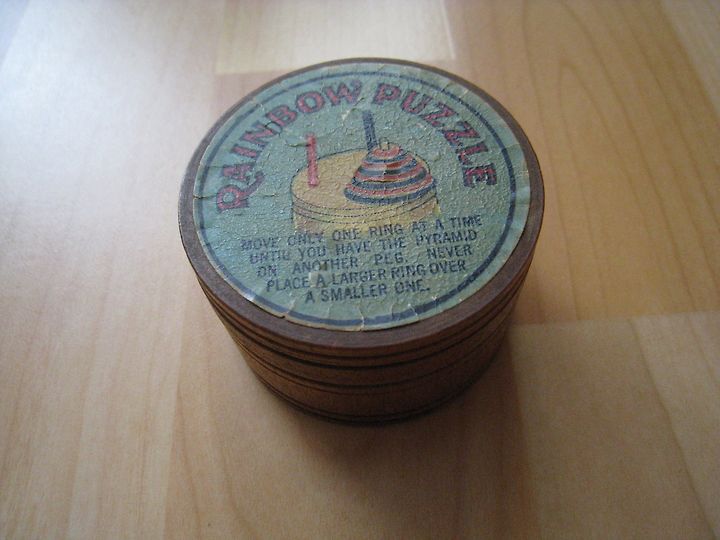 RAINBOW PUZZLE
MOVE ONLY ONE RING AT A TIME
UNTIL YOU HAVE THE PYRAMID
ON ANOTHER PEG. NEVER
PLACE A LARGER RING OVER
A SMALLER ONE.